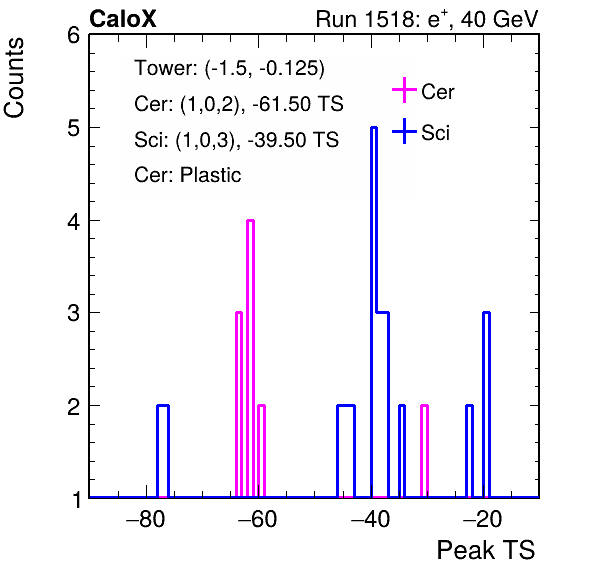 CaloX Run 1518: e⁺, 40 GeV
Counts
6
Tower: (-1.5, -0.125)
Cer: (1,0,2), -61.50 TS
Sci: (1,0,3), -39.50 TS
Cer: Plastic
Cer
Sci
5
4
3
2
1
−80 −60 −40 −20
Peak TS